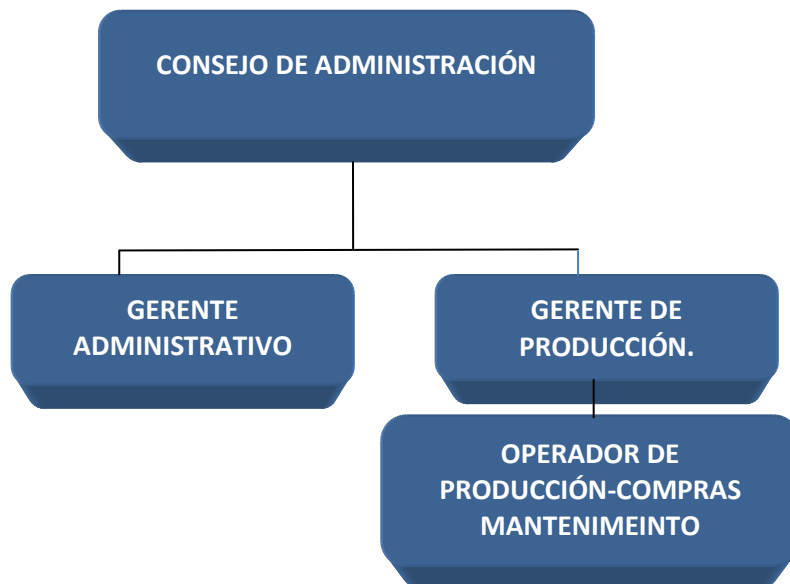 CONSEJO DE ADMINISTRACIÓN
GERENTE
ADMINISTRATIVO
GERENTE DE
PRODUCCIÓN.
OPERADOR DE
PRODUCCIÓN-COMPRAS
MANTENIMEINTO